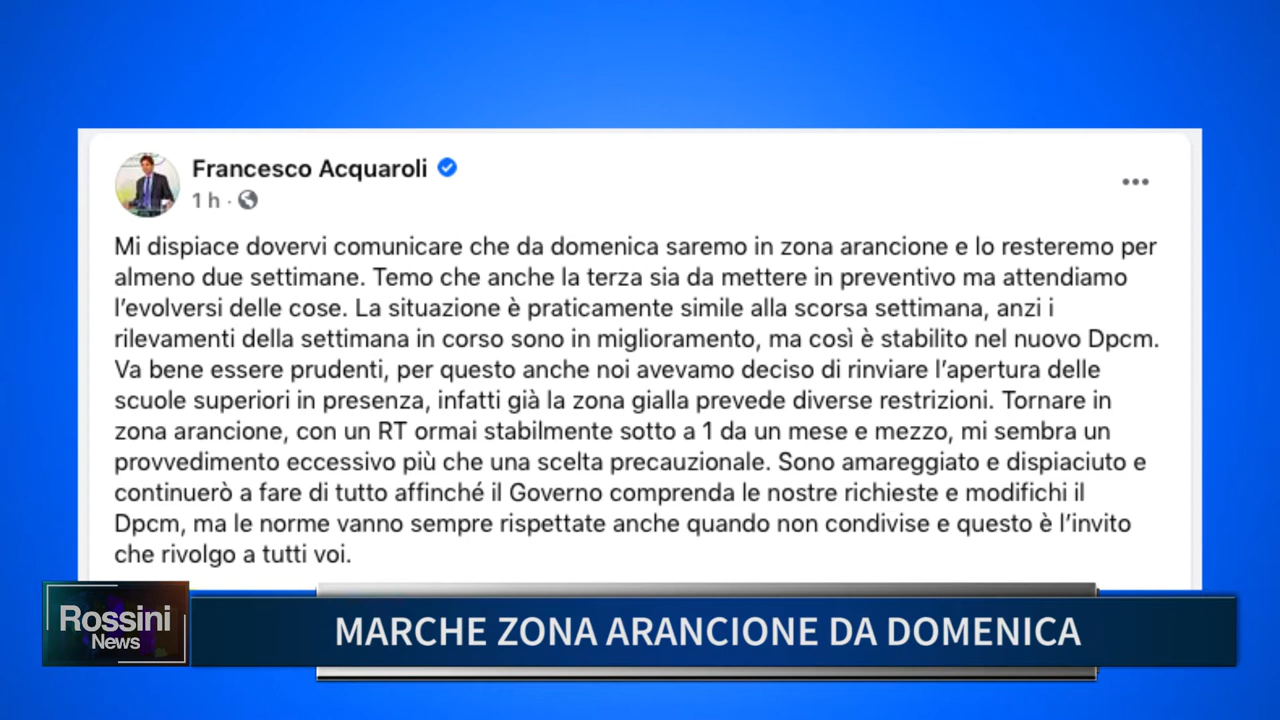 Francesco Acquaroli
1 h ·
Mi dispiace dovervi comunicare che da domenica saremo in zona arancione e lo resteremo per
almeno due settimane. Temo che anche la terza sia da mettere in preventivo ma attendiamo
l’evolversi delle cose. La situazione è praticamente simile alla scorsa settimana, anzi i
rilevamenti della settimana in corso sono in miglioramento, ma così è stabilito nel nuovo Dpcm.
Va bene essere prudenti, per questo anche noi avevamo deciso di rinviare l’apertura delle
scuole superiori in presenza, infatti già la zona gialla prevede diverse restrizioni. Tornare in
zona arancione, con un RT ormai stabilmente sotto a 1 da un mese e mezzo, mi sembra un
provvedimento eccessivo più che una scelta precauzionale. Sono amareggiato e dispiaciuto e
continuerò a fare di tutto affinché il Governo comprenda le nostre richieste e modifichi il
Dpcm, ma le norme vanno sempre rispettate anche quando non condivise e questo è l’invito
che rivolgo a tutti voi.
Rossini
News
MARCHE ZONA ARANCIONE DA DOMENICA